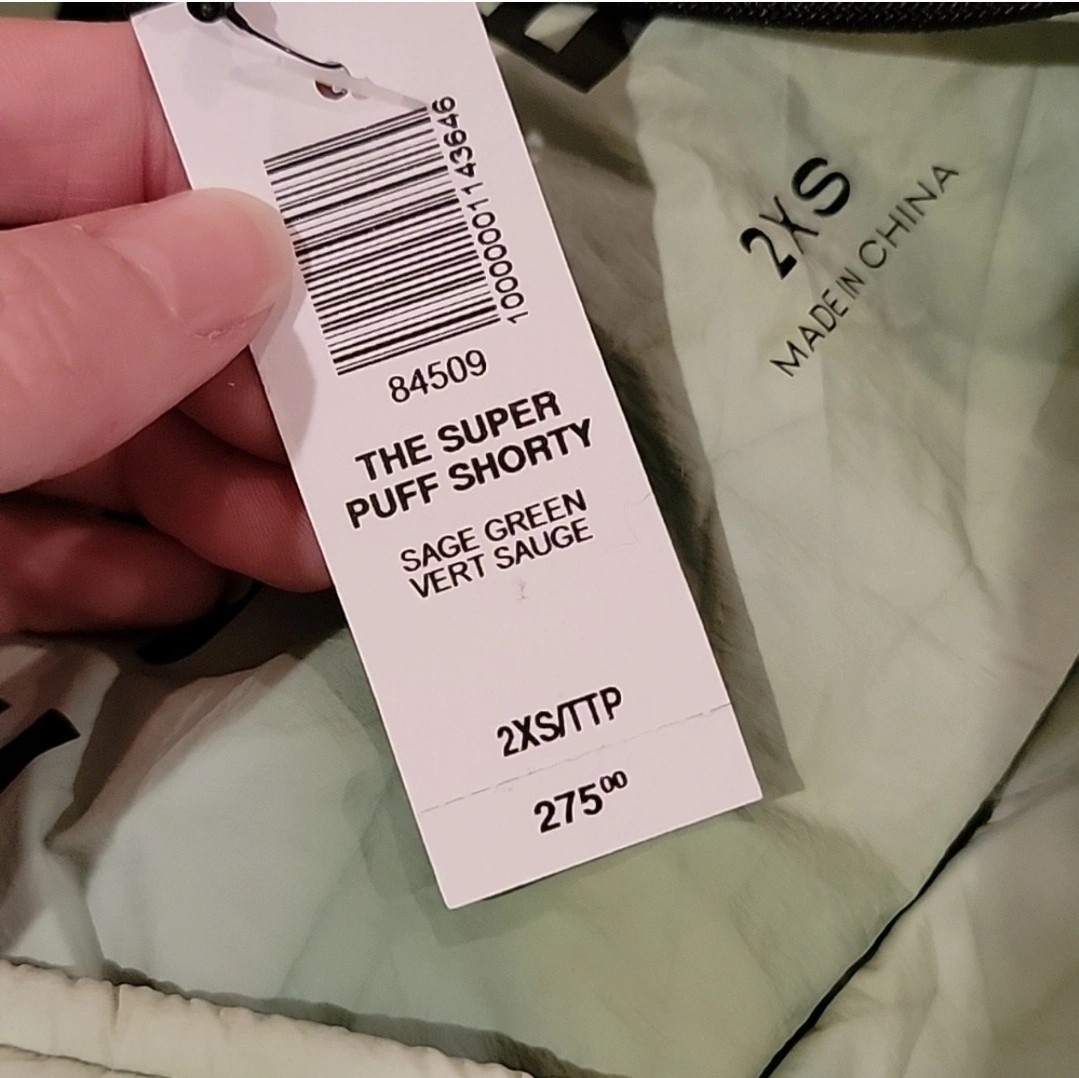 1000000143646
84509
THE SUPER
PUFF SHORTY
SAGE GREEN
VERT SAUGE
2XS/TTP
275⁰⁰
2XS
MADE IN CHINA